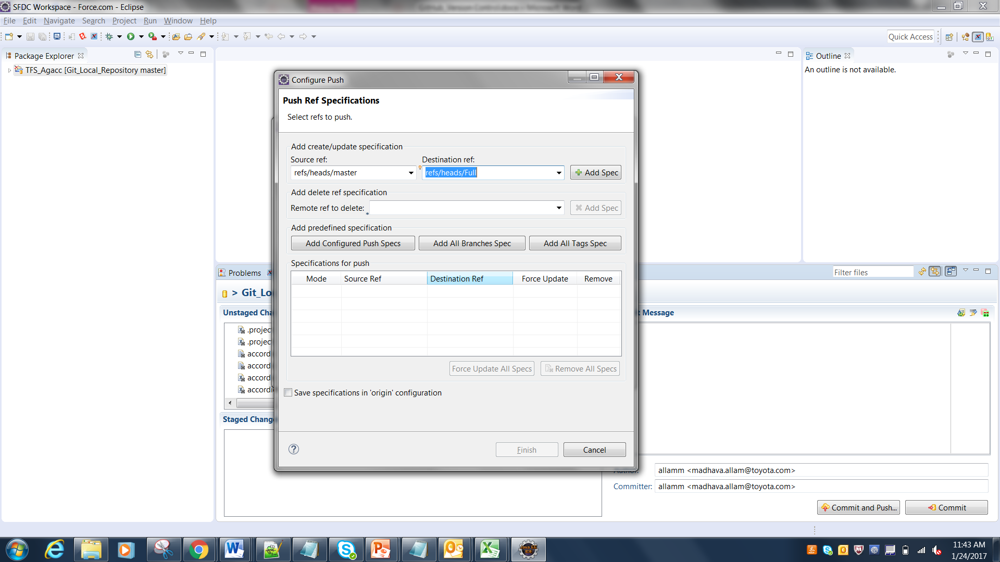 SFDC Workspace - Force.com - Eclipse
File Edit Navigate Search Project Run Window Help
Quick Access
Package Explorer
TFS_Agacc [Git_Local_Repository master]
Outline
An outline is not available.
Configure Push
Push Ref Specifications
Select refs to push.
Add create/update specification
Source ref: Destination ref:
refs/heads/master refs/heads/Full Add Spec
Add delete ref specification
Remote ref to delete: Add Spec
Add predefined specification
Add Configured Push Specs Add All Branches Spec Add All Tags Spec
Specifications for push
Mode Source Ref Destination Ref Force Update Remove
Force Update All Specs Remove All Specs
Save specifications in 'origin' configuration
Finish Cancel
Problems
Filter files
> Git_Lo
Unstaged Cha
.project
.project
accord
accord
accord
accordi
Staged Change
t Message
Author: allamm <madhava.allam@toyota.com>
Committer: allamm <madhava.allam@toyota.com>
Commit and Push... Commit
11:43 AM
1/24/2017